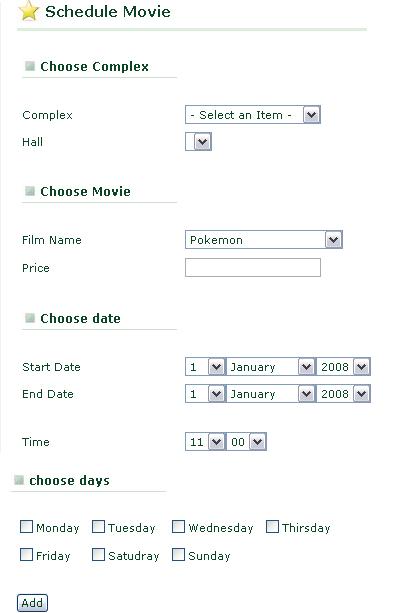 Schedule Movie
Choose Complex
Complex - Select an Item -
Hall
Choose Movie
Film Name Pokemon
Price
Choose date
Start Date 1 January 2008
End Date 1 January 2008
Time 11 00
choose days
Monday Tuesday Wednesday Thirsday
Friday Satudray Sunday
Add